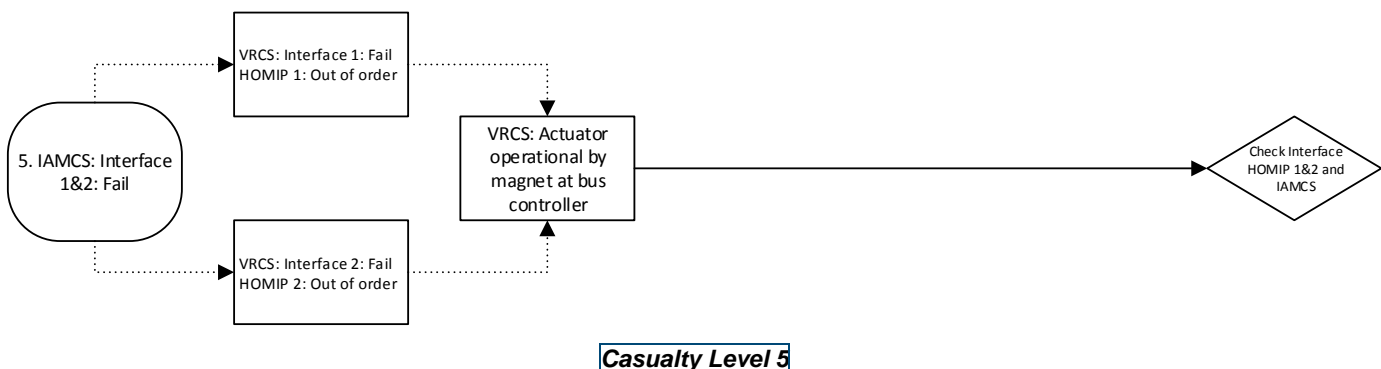 VRCS: Interface 1: Fail
HOMIP 1: Out of order
5. IAMCS: Interface
1&2: Fail
VRCS: Actuator
operational by
magnet at bus
controller
Check Interface
HOMIP 1&2 and
IAMCS
VRCS: Interface 2: Fail
HOMIP 2: Out of order
Casualty Level 5